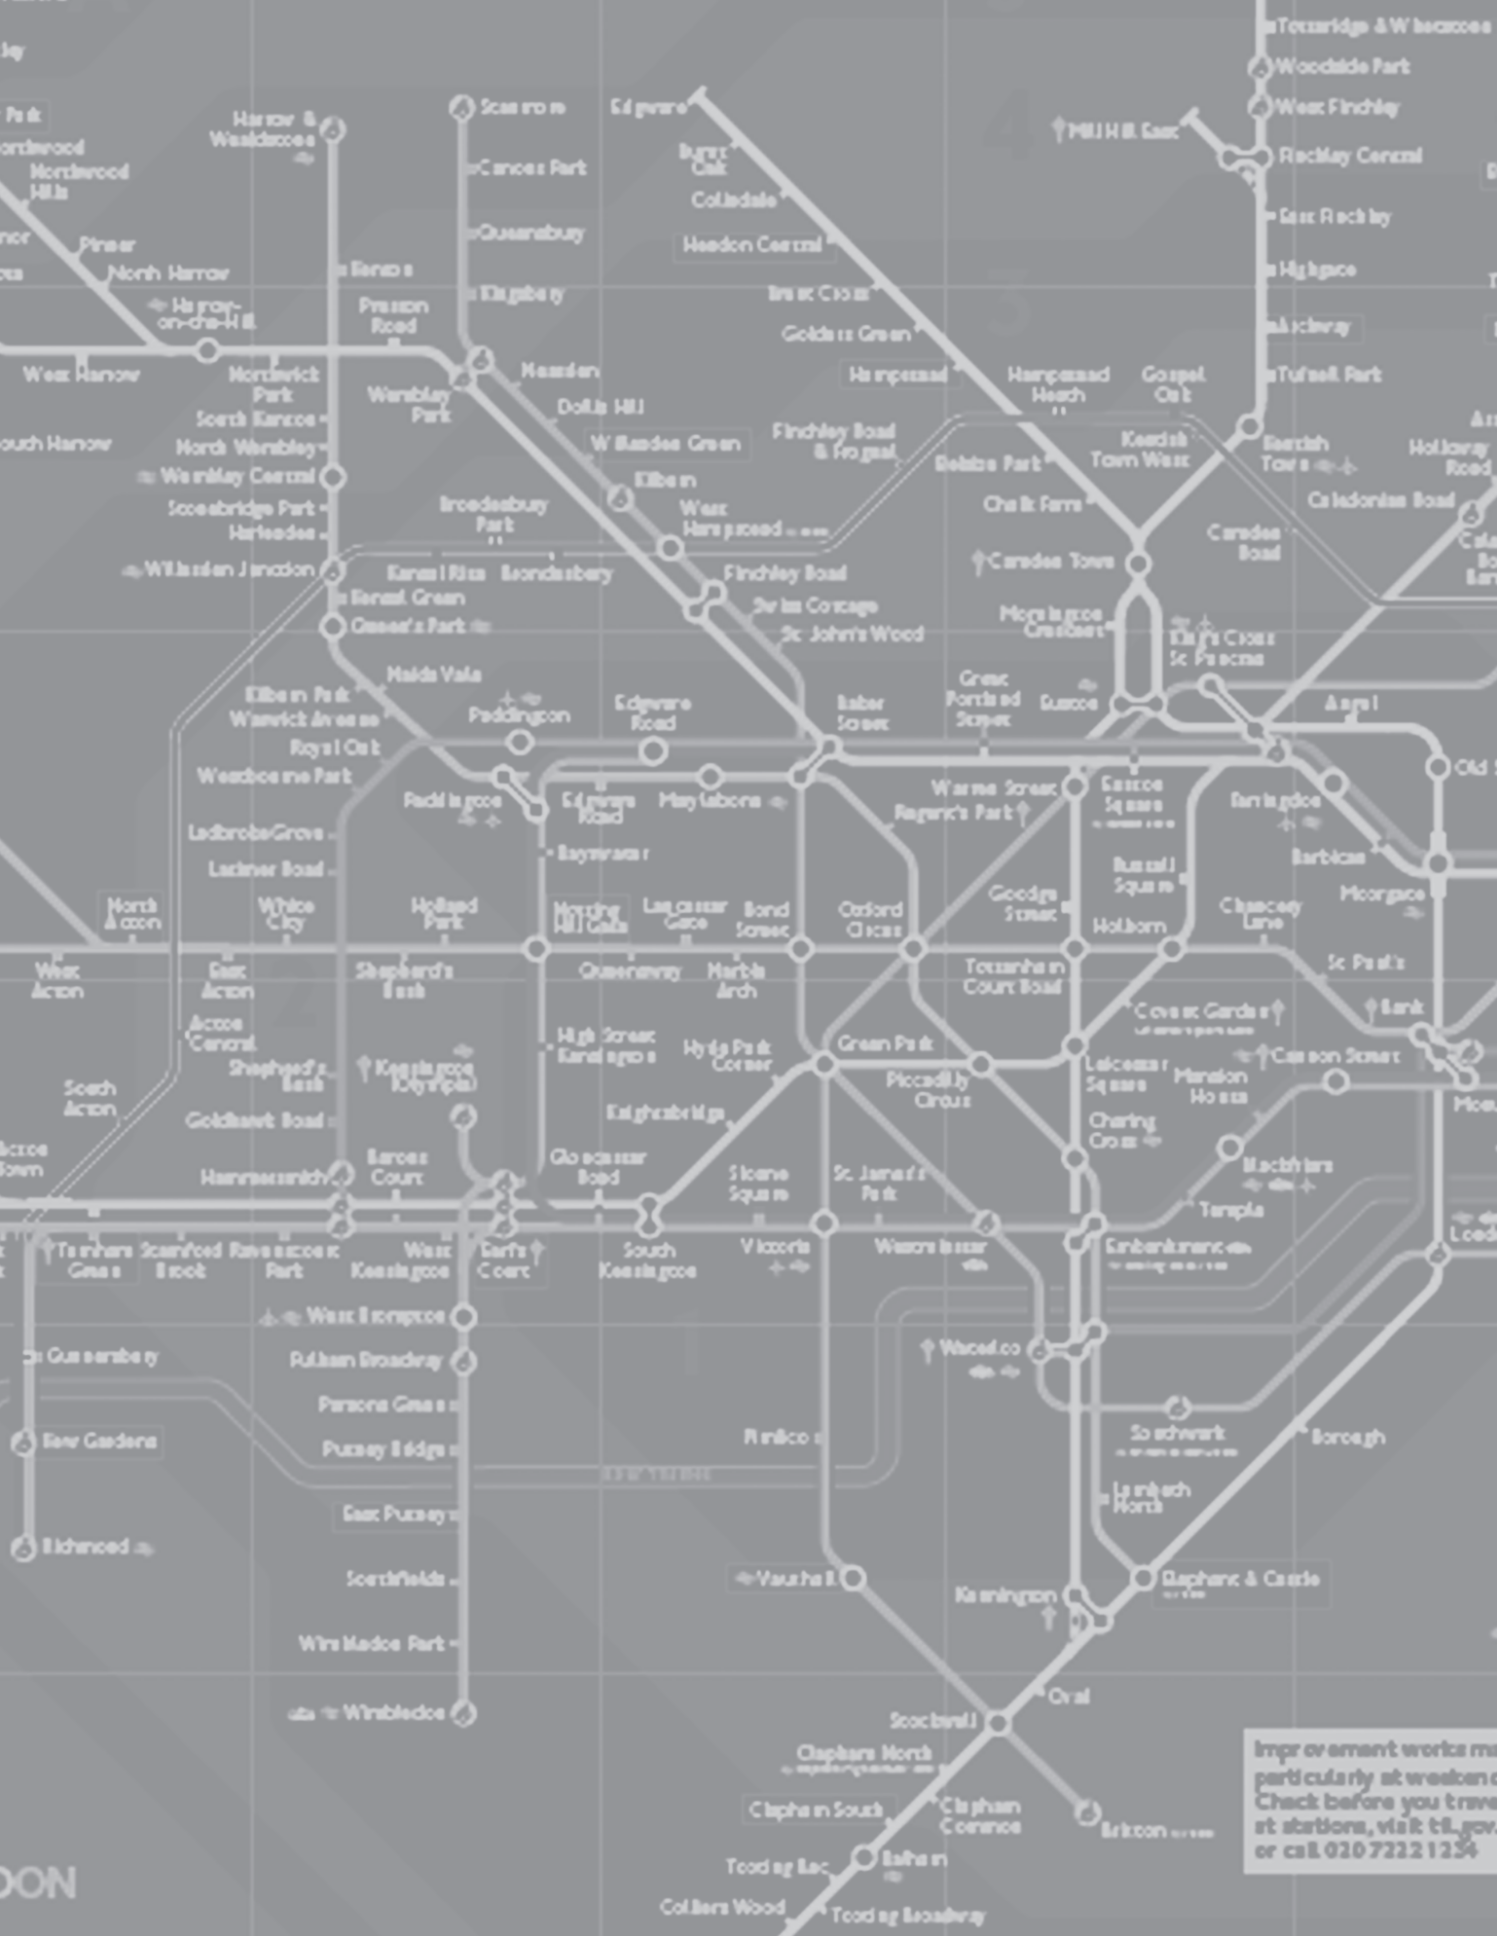 Totteridge & Whetstone
Woodside Park
West Finchley
Mill Hill East
Finchley Central
East Finchley
Highgate
Archway
Tufnell Park
Kentish
Town
Holloway
Road
Caledonian Road
Park
Harrow &
Wealdstone
Stanmore
Edgware
Canons Park
Burnt
Oak
Colindale
Queensbury
Hendon Central
Northwood
Hills
Pinner
North Harrow
Harrow-
on-the-Hill
Kenton
Preston
Road
Kingsbury
Brent Cross
Golders Green
West Harrow
Northwick
Park
Wembley
Park
Neasden
Hampstead
Hampstead
Heath
Gospel
Oak
South Kenton
North Wembley
Dollis Hill
Willesden Green
Finchley Road
& Frognal
Belsize Park
Kentish
Town West
Wembley Central
Kilburn
Stonebridge Park
Harlesden
Brondesbury
Park
West
Hampstead
Chalk Farm
Camden
Road
Willesden Junction
Kensal Rise
Brondesbury
Finchley Road
Camden Town
Kensal Green
Queen's Park
Swiss Cottage
St. John's Wood
Mornington
Crescent
King's Cross
St. Pancras
Maida Vale
Kilburn Park
Warwick Avenue
Paddington
Edgware
Road
Baker
Street
Great
Portland
Street
Euston
Angel
Royal Oak
Westbourne Park
Paddington
Edgware
Road
Marylebone
Warren Street
Regent's Park
Euston
Square
Farringdon
Old S
Ladbroke Grove
Latimer Road
Bayswater
Russell
Square
Barbican
Moorgate
North
Acton
White
City
Holland
Park
Notting
Hill Gate
Lancaster
Gate
Bond
Street
Oxford
Circus
Goodge
Street
Holborn
Chancery
Lane
West
Acton
East
Acton
Shepherd's
Bush
Queensway
Marble
Arch
Tottenham
Court Road
St. Paul's
Acton
Central
High Street
Kensington
Hyde Park
Corner
Green Park
Covent Garden
Bank
South
Acton
Shepherd's
Bush
Kensington
(Olympia)
Piccadilly
Circus
Leicester
Square
Cannon Street
Mansion
House
Goldhawk Road
Knightsbridge
Charing
Cross
Hammersmith
Barons
Court
Gloucester
Road
Sloane
Square
St. James's
Park
Blackfriars
Temple
Turnham
Green
Stamford
Brook
Ravenscourt
Park
West
Kensington
Earl's
Court
South
Kensington
Victoria
Westminster
Embankment
West Brompton
Gunnersbury
Fulham Broadway
Waterloo
Parsons Green
Southwark
Kew Gardens
Putney Bridge
Pimlico
Borough
River Thames
East Putney
Lambeth
North
Richmond
Southfields
Vauxhall
Kennington
Elephant & Castle
Wimbledon Park
Wimbledon
Oval
Stockwell
Clapham North
Clapham South
Clapham
Common
Brixton
Tooting Bec
Balham
Colliers Wood
Tooting Broadway
Improvement works ma
particularly at weekend
Check before you trave
at stations, visit tfl.gov.
or call 020 7222 1234
DON
1
2
3
4